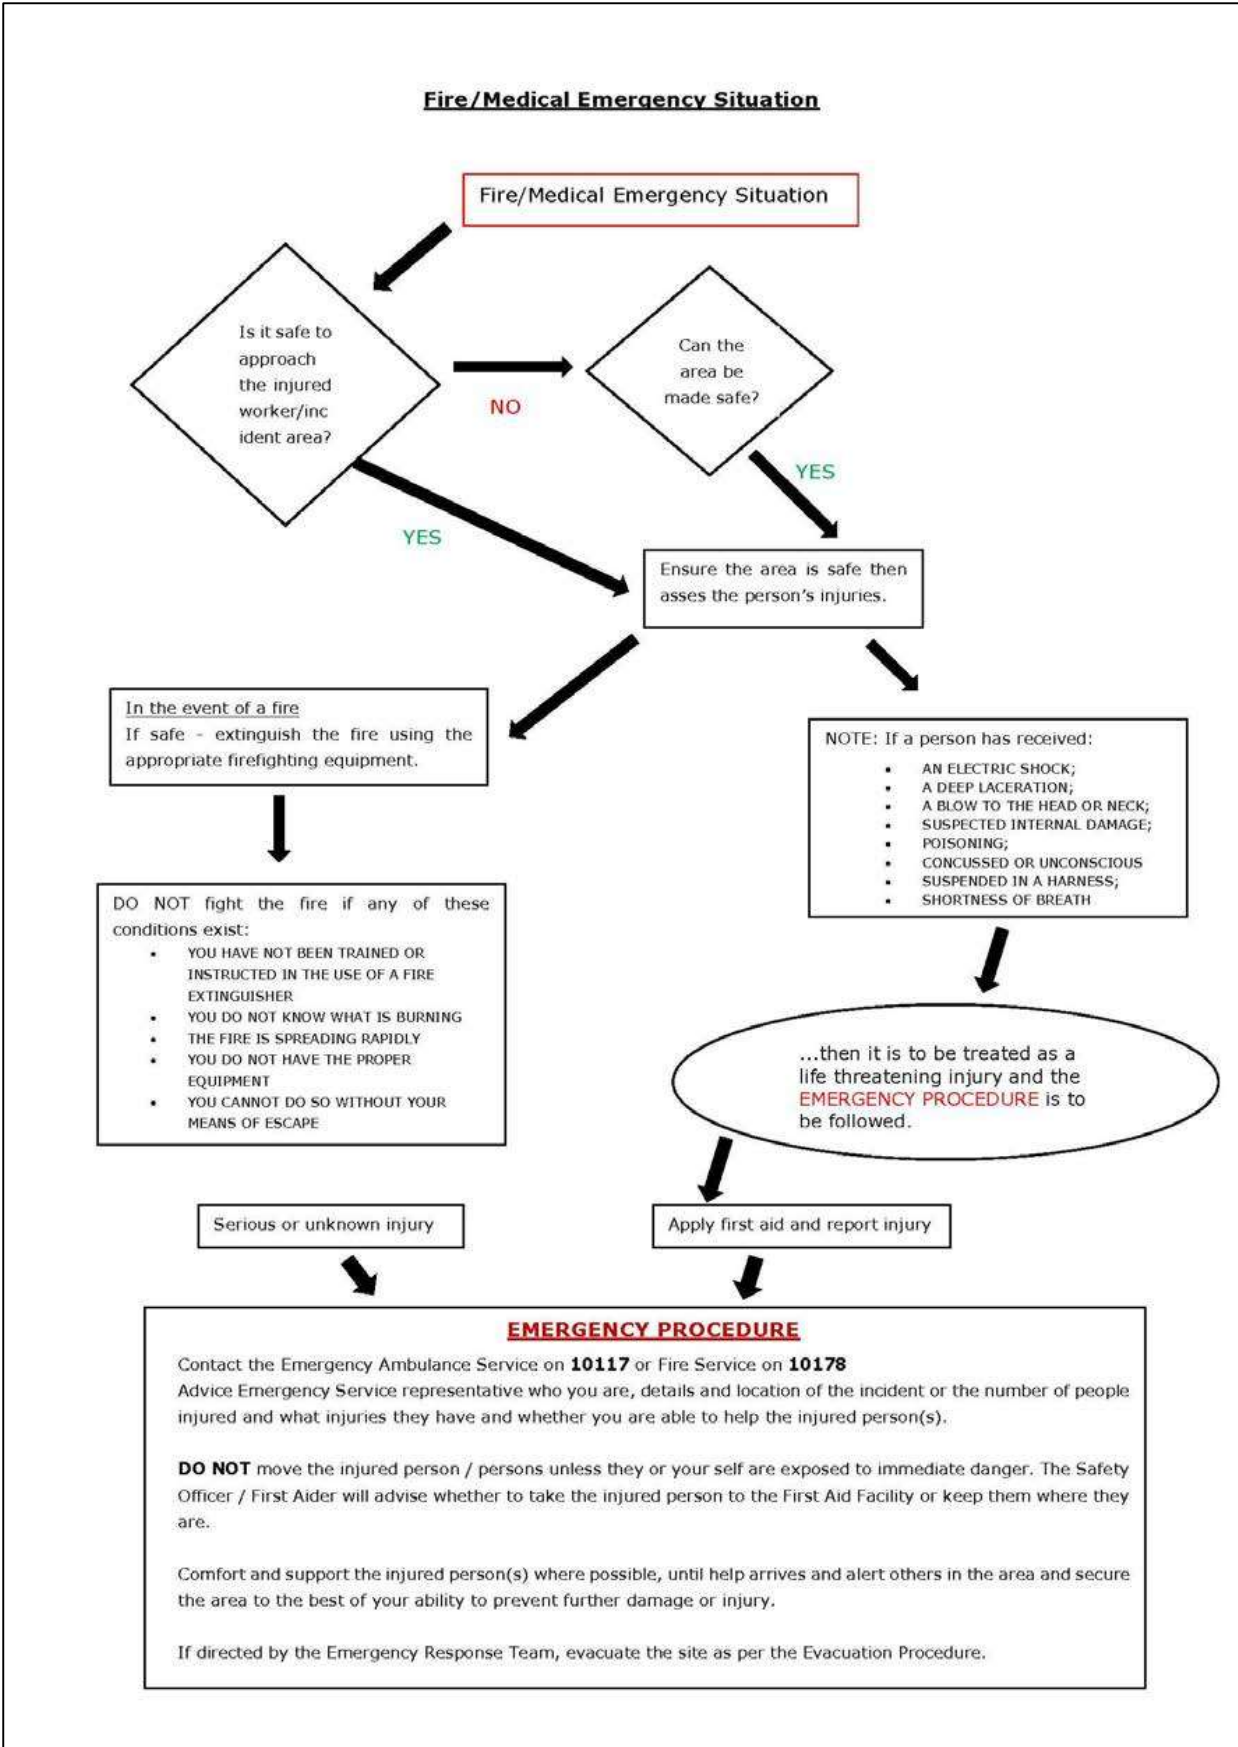 Fire/Medical Emergency Situation
Fire/Medical Emergency Situation
Is it safe to
approach
the injured
worker/inc
ident area?
NO
Can the
area be
made safe?
YES
YES
Ensure the area is safe then
asses the person's injuries.
In the event of a fire
If safe - extinguish the fire using the
appropriate firefighting equipment.
NOTE: If a person has received:
• AN ELECTRIC SHOCK;
• A DEEP LACERATION;
• A BLOW TO THE HEAD OR NECK;
• SUSPECTED INTERNAL DAMAGE;
• POISONING;
• CONCUSSED OR UNCONSCIOUS
• SUSPENDED IN A HARNESS;
• SHORTNESS OF BREATH
DO NOT fight the fire if any of these
conditions exist:
• YOU HAVE NOT BEEN TRAINED OR
INSTRUCTED IN THE USE OF A FIRE
EXTINGUISHER
• YOU DO NOT KNOW WHAT IS BURNING
• THE FIRE IS SPREADING RAPIDLY
• YOU DO NOT HAVE THE PROPER
EQUIPMENT
• YOU CANNOT DO SO WITHOUT YOUR
MEANS OF ESCAPE
...then it is to be treated as a
life threatening injury and the
EMERGENCY PROCEDURE is to
be followed.
Serious or unknown injury
Apply first aid and report injury
EMERGENCY PROCEDURE
Contact the Emergency Ambulance Service on 10117 or Fire Service on 10178
Advice Emergency Service representative who you are, details and location of the incident or the number of people
injured and what injuries they have and whether you are able to help the injured person(s).
DO NOT move the injured person / persons unless they or your self are exposed to immediate danger. The Safety
Officer / First Aider will advise whether to take the injured person to the First Aid Facility or keep them where they
are.
Comfort and support the injured person(s) where possible, until help arrives and alert others in the area and secure
the area to the best of your ability to prevent further damage or injury.
If directed by the Emergency Response Team, evacuate the site as per the Evacuation Procedure.